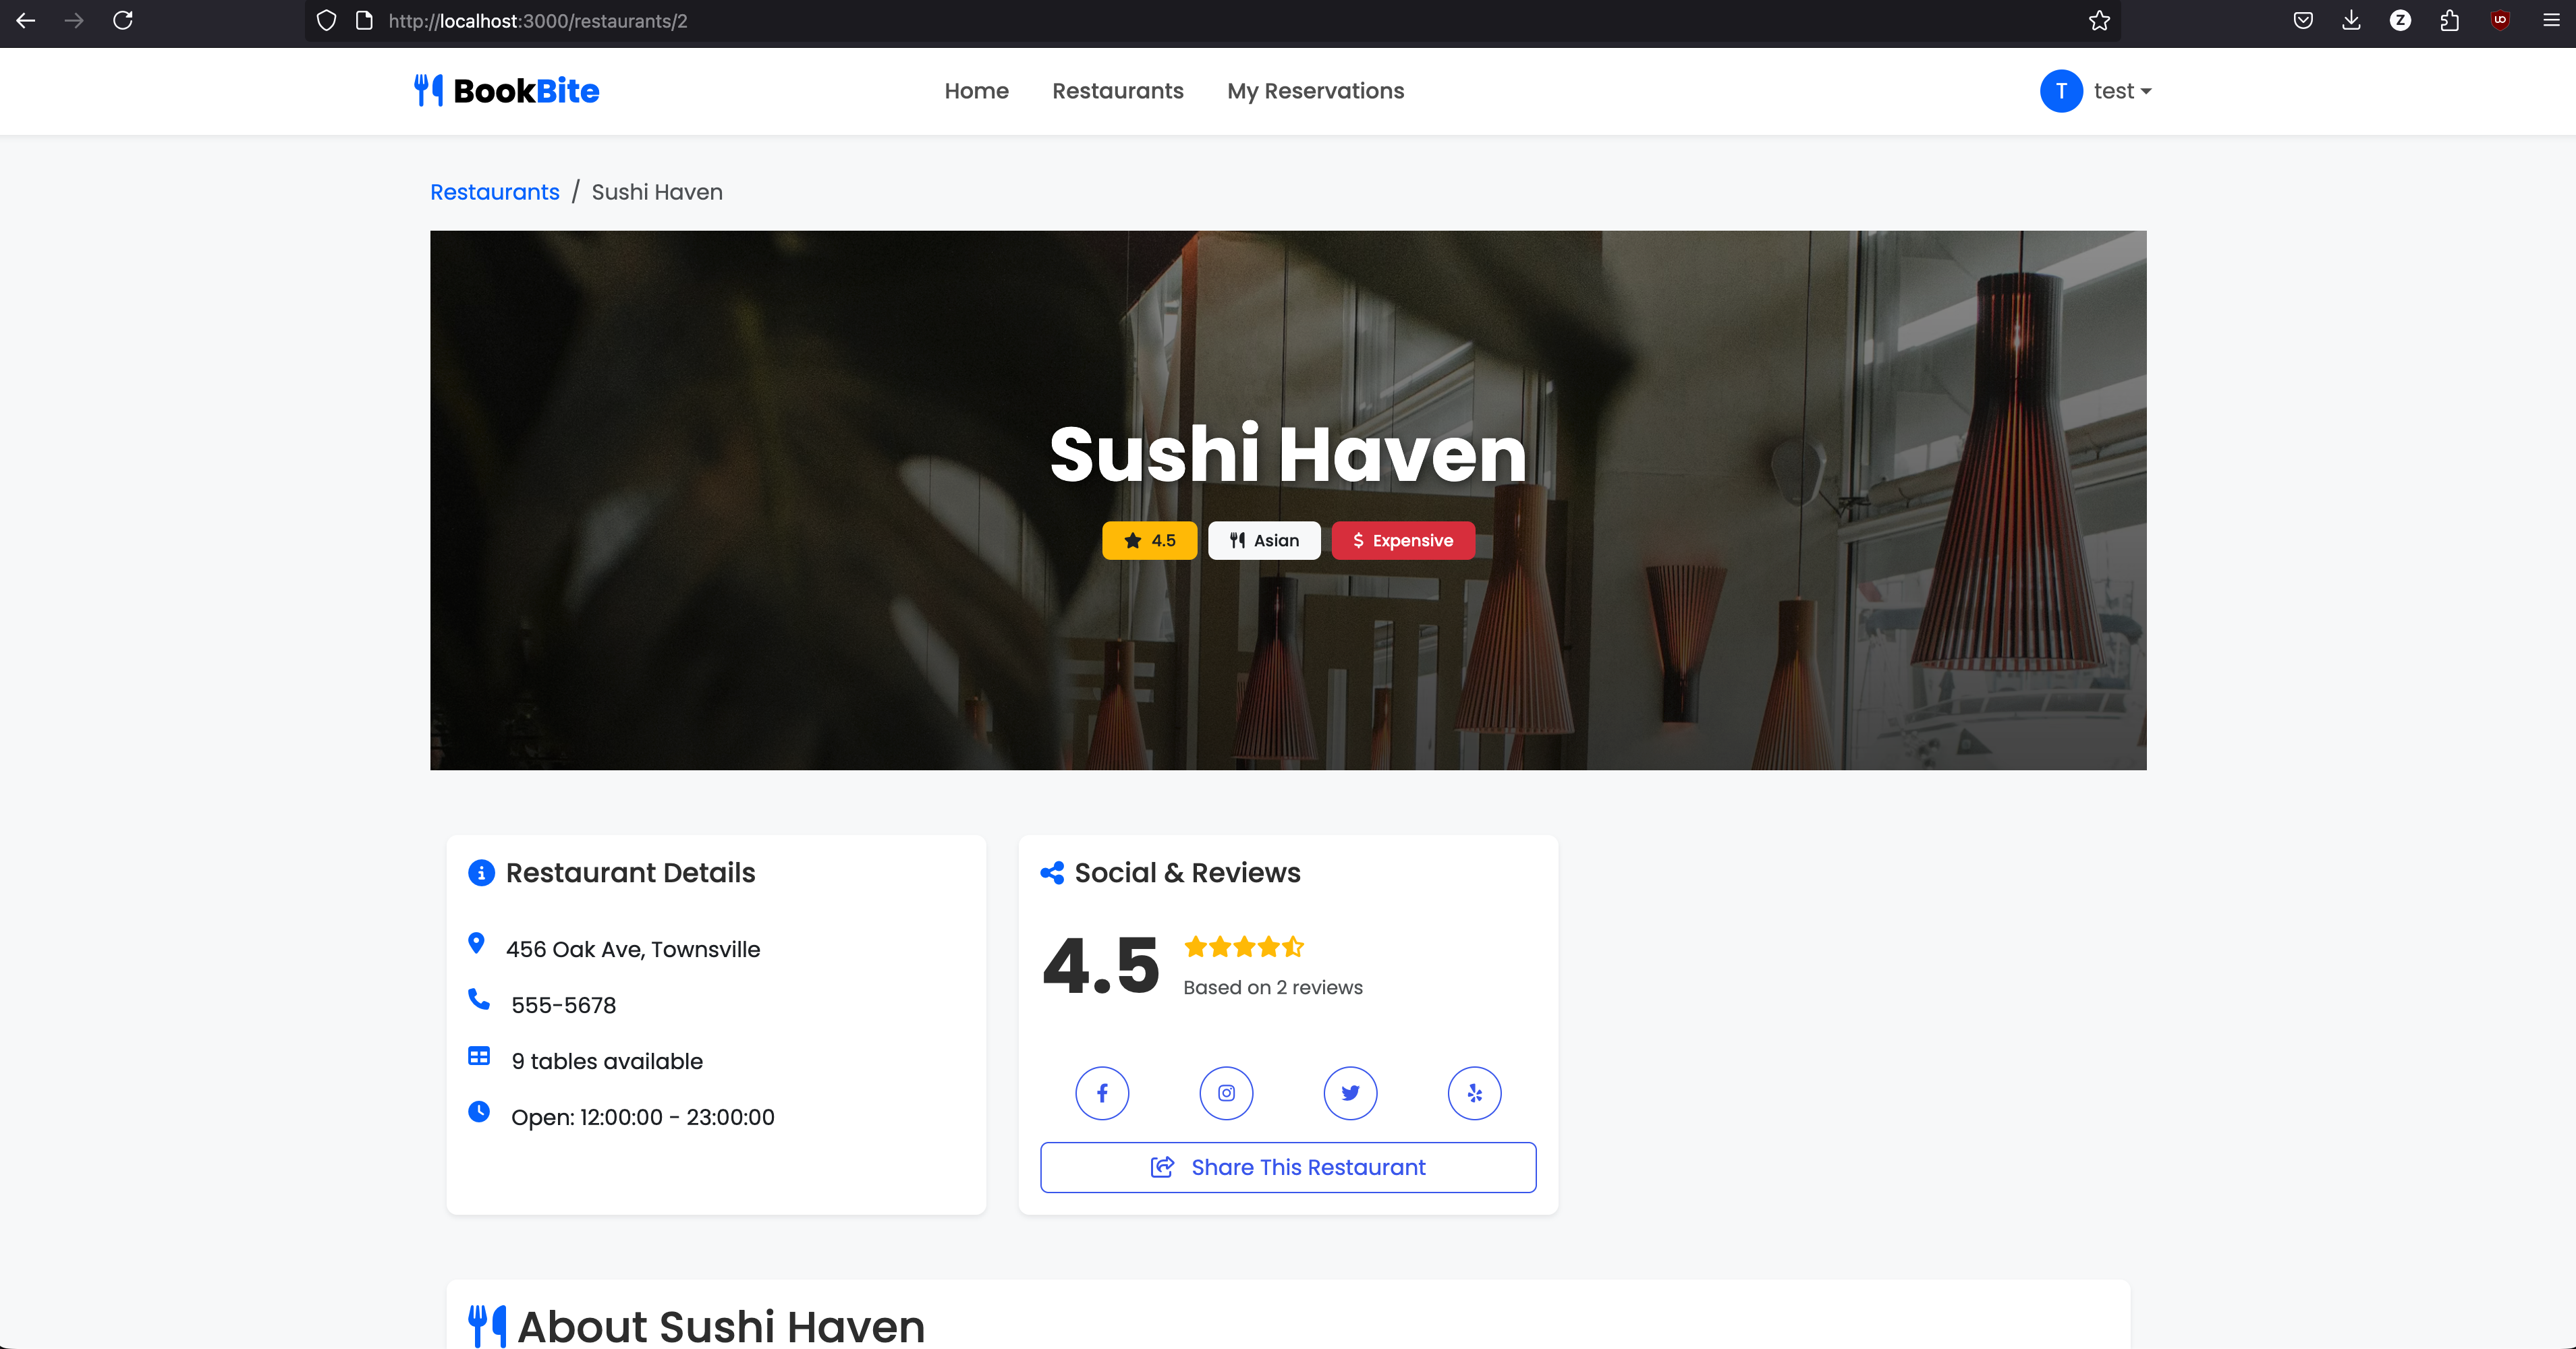 http://localhost:3000/restaurants/2
Z
BookBite
Home
Restaurants
My Reservations
T
test
Restaurants / Sushi Haven
Sushi Haven
4.5
Asian
$ Expensive
Restaurant Details
456 Oak Ave, Townsville
555-5678
9 tables available
Open: 12:00:00 - 23:00:00
Social & Reviews
4.5
Based on 2 reviews
Share This Restaurant
About Sushi Haven